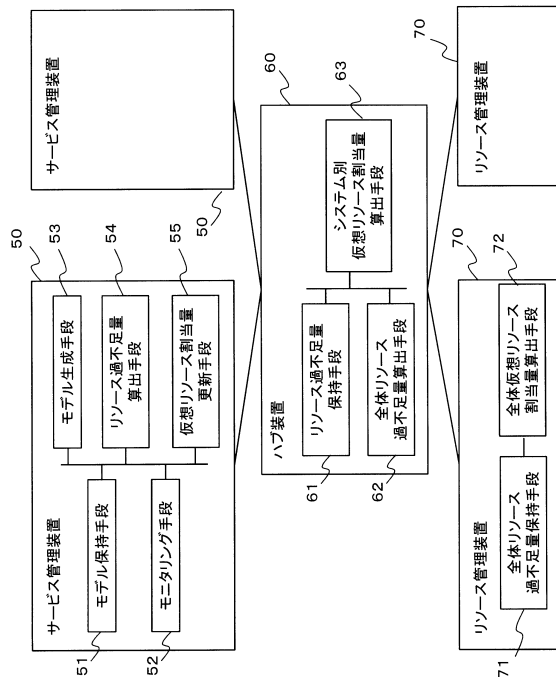 サービス管理装置
50
モデル保持手段
51
モニタリング手段
52
モデル生成手段
53
リソース過不足量
算出手段
54
仮想リソース割当量
更新手段
55
サービス管理装置
50
ハブ装置
60
リソース過不足量
保持手段
61
全体リソース
過不足量算出手段
62
システム別
仮想リソース割当量
算出手段
63
リソース管理装置
70
全体リソース
過不足量保持手段
71
全体仮想リソース
割当量算出手段
72
リソース管理装置
70